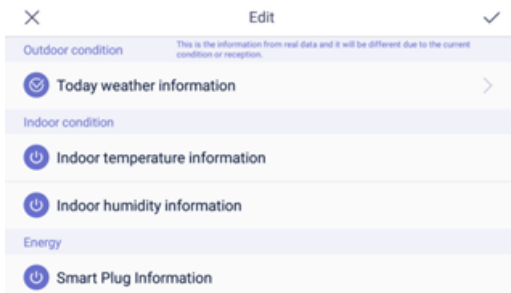 Edit
Outdoor condition
This is the information from real data and it will be different due to the current
condition or reception.
Today weather information
Indoor condition
Indoor temperature information
Indoor humidity information
Energy
Smart Plug Information